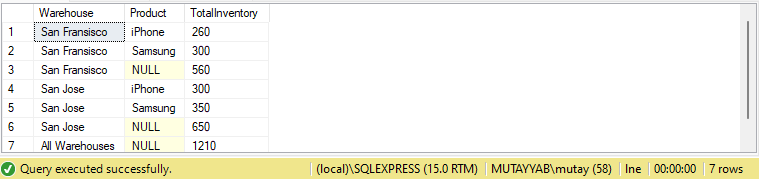 Warehouse Product TotalInventory
1 San Fransisco iPhone 260
2 San Fransisco Samsung 300
3 San Fransisco NULL 560
4 San Jose iPhone 300
5 San Jose Samsung 350
6 San Jose NULL 650
7 All Warehouses NULL 1210
Query executed successfully. (local)\SQLEXPRESS (15.0 RTM) MUTAYYAB\mutay (58) Ine 00:00:00 7 rows